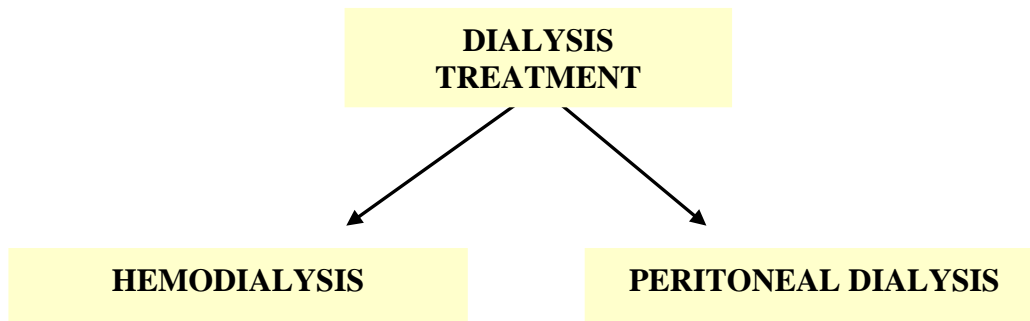 DIALYSIS
TREATMENT
HEMODIALYSIS
PERITONEAL DIALYSIS